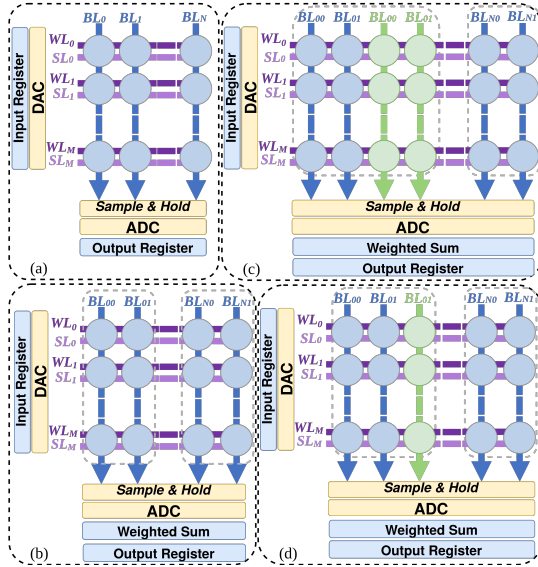 BL0 BL1 BLN
WL0
SL0
WL1
SL1
WLM
SLM
Input Register
DAC
Sample & Hold
ADC
Output Register
(a)
BL00 BL01 BL00 BL01 BLN0 BLN1
WL0
SL0
WL1
SL1
WLM
SLM
Input Register
DAC
Sample & Hold
ADC
Weighted Sum
Output Register
(c)
BL00 BL01 BLN0 BLN1
WL0
SL0
WL1
SL1
WLM
SLM
Input Register
DAC
Sample & Hold
ADC
Weighted Sum
Output Register
(b)
BL00 BL01 BL01 BLN0 BLN1
WL0
SL0
WL1
SL1
WLM
SLM
Input Register
DAC
Sample & Hold
ADC
Weighted Sum
Output Register
(d)